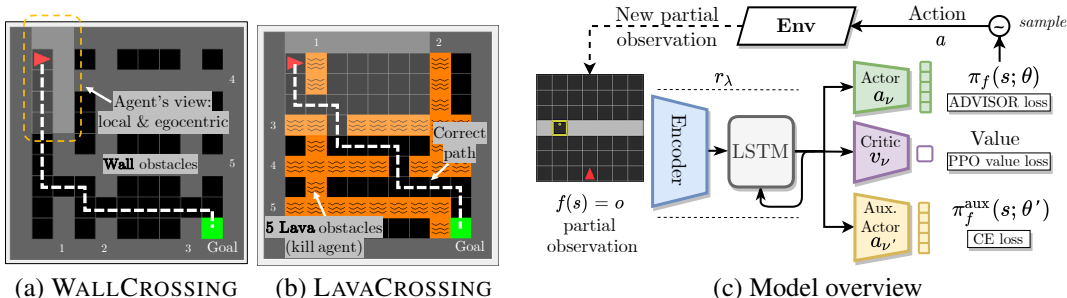 Agent's view:
local & egocentric
Wall obstacles
4
5
1
2
3
Goal
(a) WALLCROSSING
1
2
3
4
5
Correct
path
5 Lava obstacles
(kill agent)
Goal
(b) LAVACROSSING
New partial
observation
Env
Action
a
~
sample
f(s) = o
partial
observation
Encoder
r_λ
LSTM
Actor
a_ν
π_f(s; θ)
ADVISOR loss
Critic
v_ν
Value
PPO value loss
Aux.
Actor
a_ν'
π_f^aux(s; θ')
CE loss
(c) Model overview